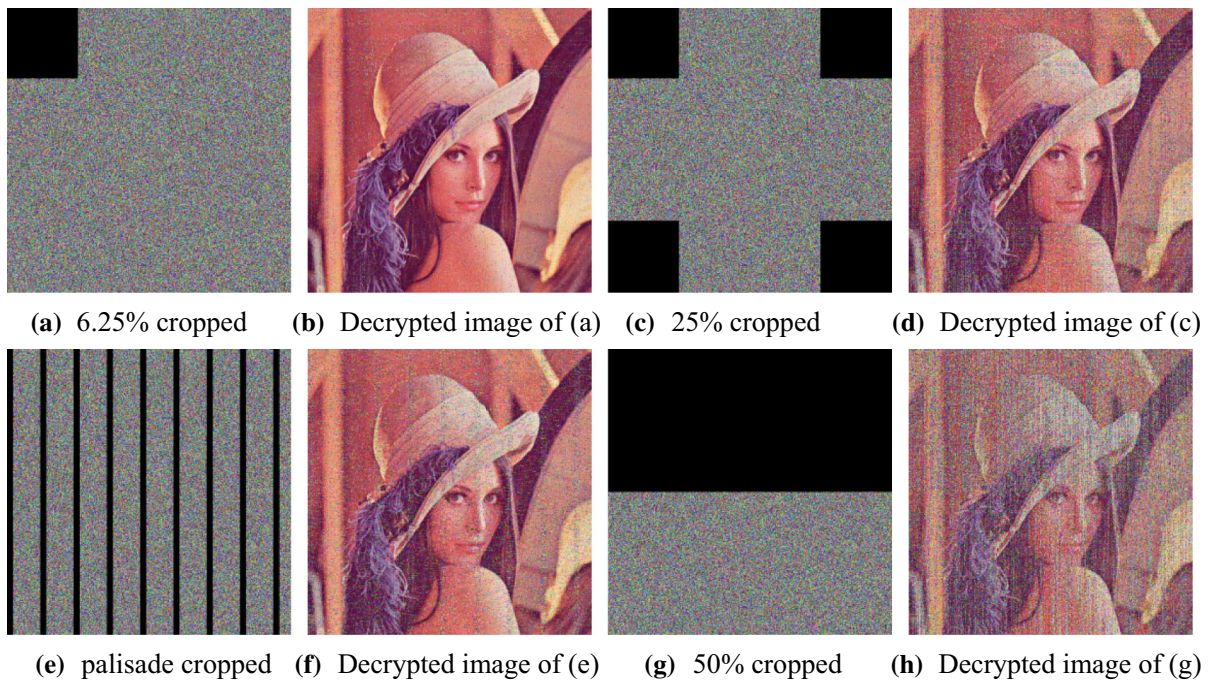 (a) 6.25% cropped (b) Decrypted image of (a) (c) 25% cropped (d) Decrypted image of (c)
(e) palisade cropped (f) Decrypted image of (e) (g) 50% cropped (h) Decrypted image of (g)